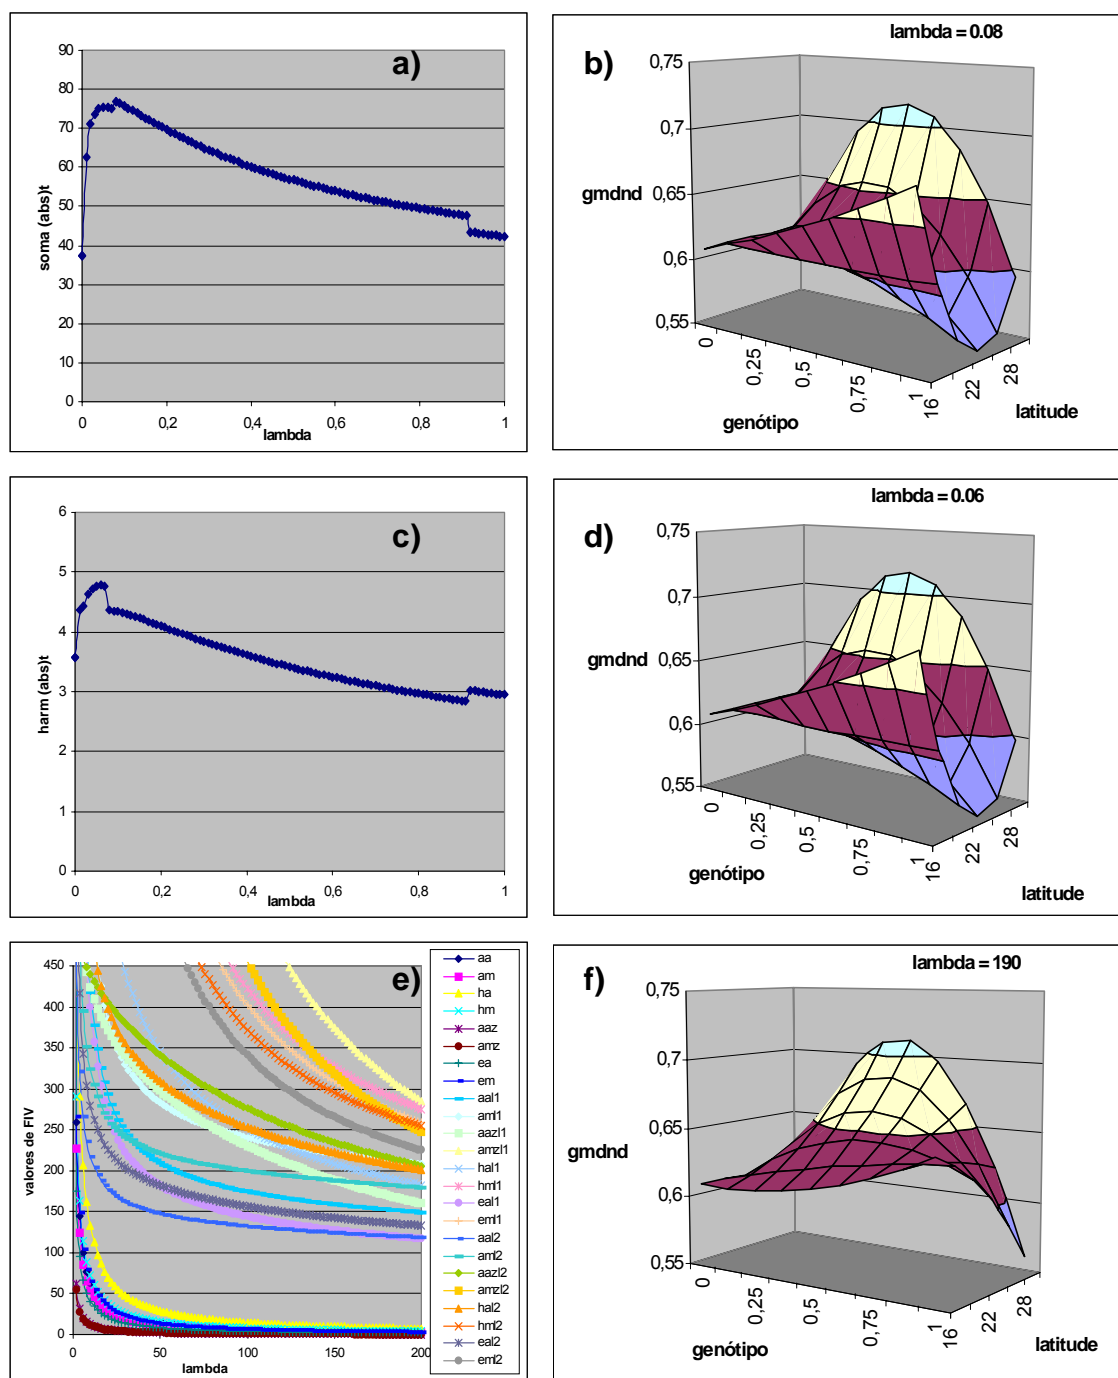 a)
90
80
70
60
50
40
30
20
10
0
soma (abs)t
0 0,2 0,4 0,6 0,8 1
lambda
lambda = 0.08
b)
0,75
0,7
0,65
0,6
0,55
gmdnd
0 0,25 0,5 0,75 1
genótipo
16 22 28
latitude
c)
6
5
4
3
2
1
0
harm (abs)t
0 0,2 0,4 0,6 0,8 1
lambda
lambda = 0.06
d)
0,75
0,7
0,65
0,6
0,55
gmdnd
0 0,25 0,5 0,75 1
genótipo
16 22 28
latitude
e)
450
400
350
300
250
200
150
100
50
0
valores de FIV
0 50 100 150 200
lambda
aa
am
ha
hm
aaz
amz
ea
em
aal1
aml1
aazl1
amzl1
hal1
hml1
eal1
eml1
aal2
aml2
aazl2
amzl2
hal2
hml2
eal2
eml2
lambda = 190
f)
0,75
0,7
0,65
0,6
0,55
gmdnd
0 0,25 0,5 0,75 1
genótipo
16 22 28
latitude